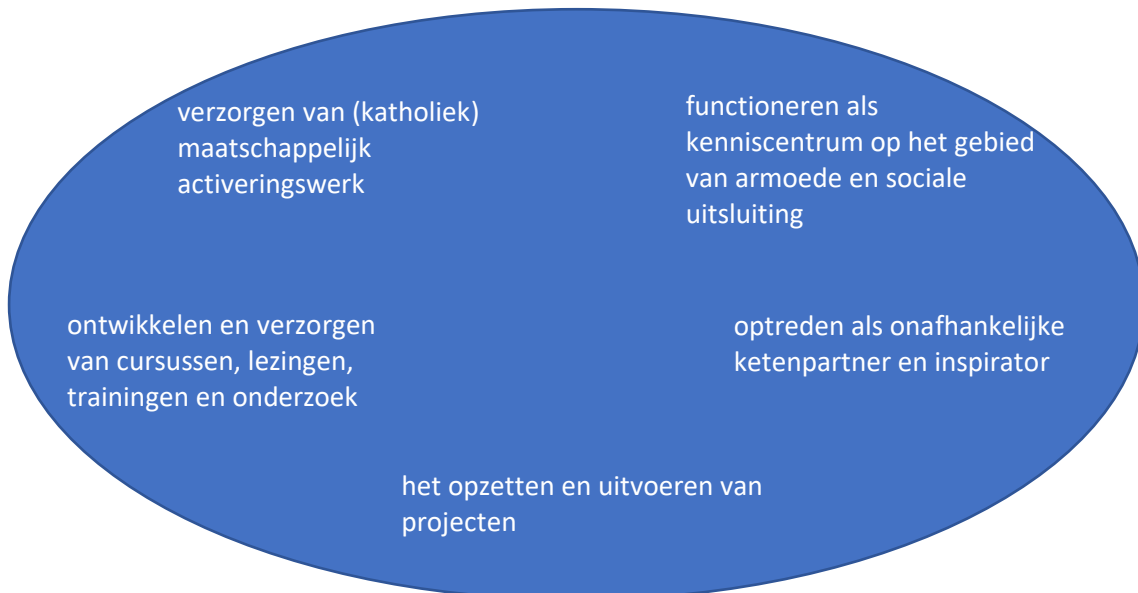 verzorgen van (katholiek)
maatschappelijk
activeringswerk
functioneren als
kenniscentrum op het gebied
van armoede en sociale
uitsluiting
ontwikkelen en verzorgen
van cursussen, lezingen,
trainingen en onderzoek
optreden als onafhankelijke
ketenpartner en inspirator
het opzetten en uitvoeren van
projecten